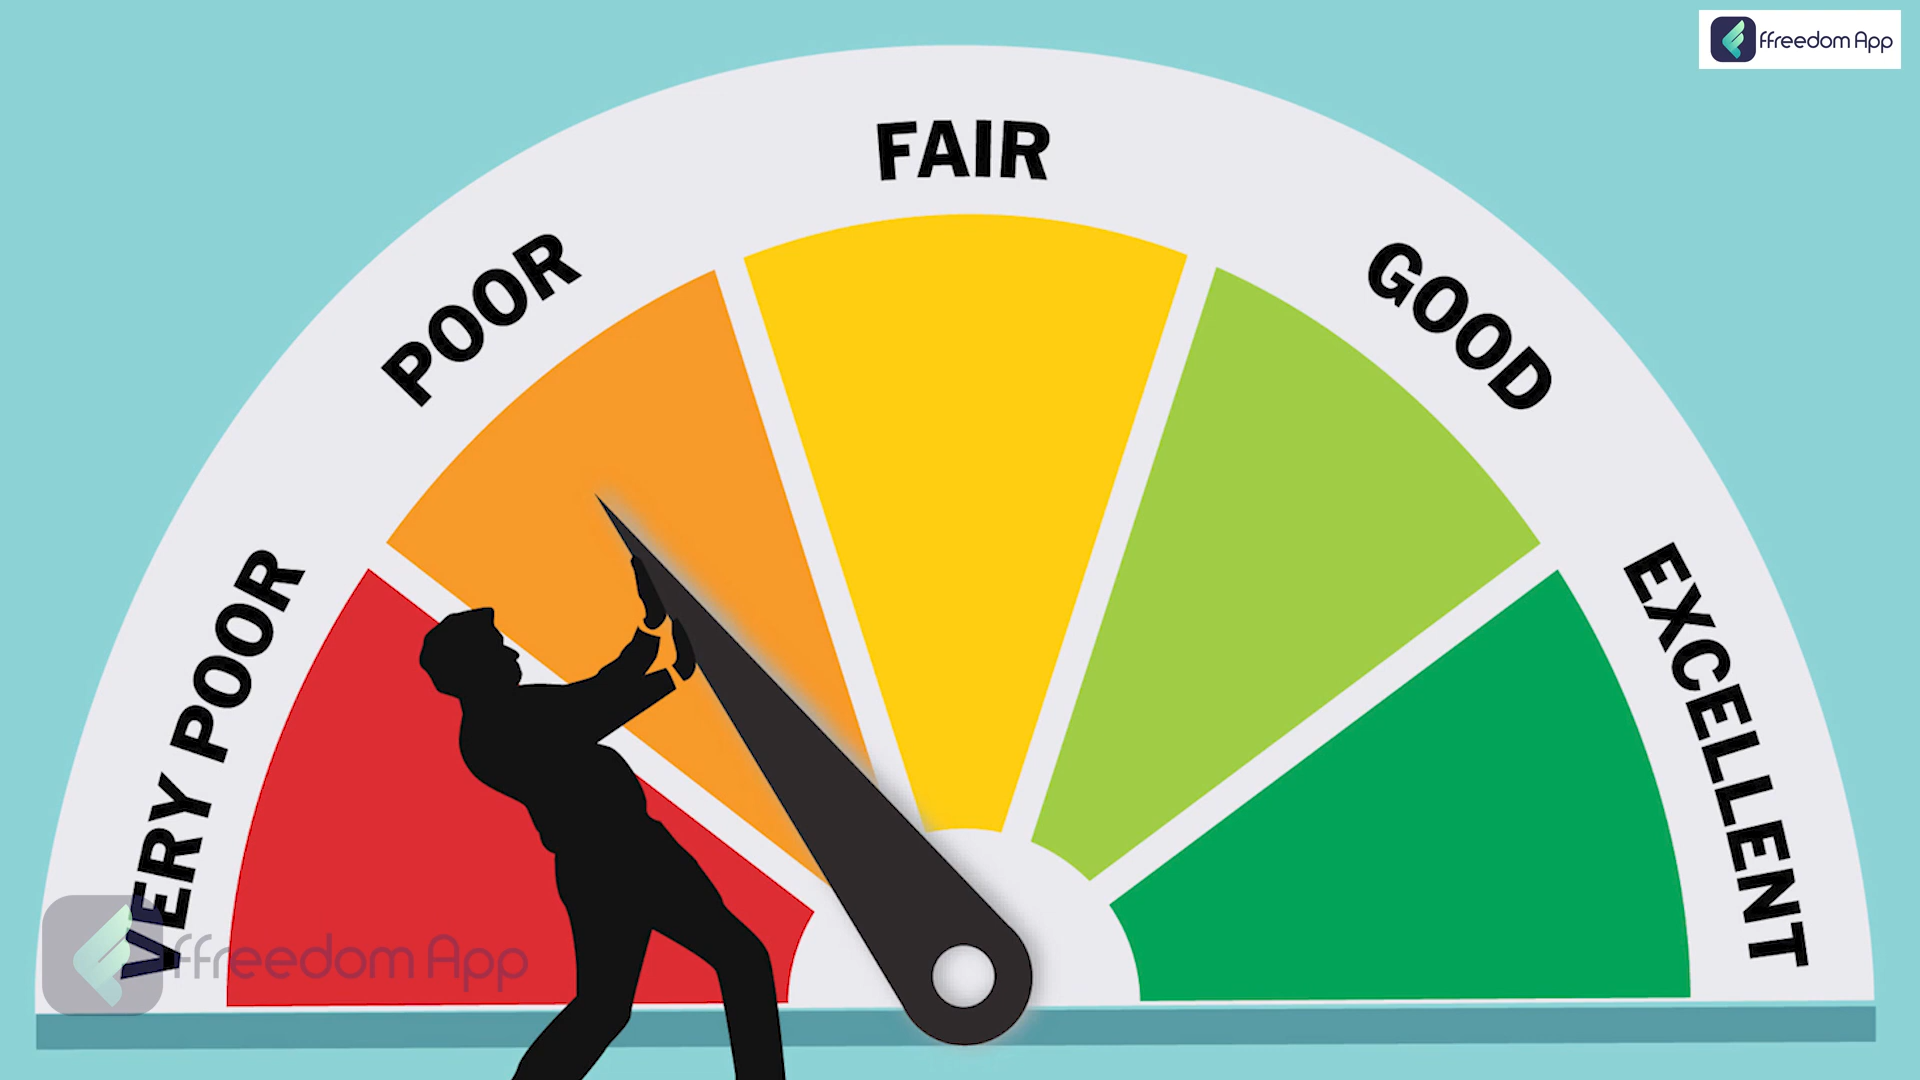 ffreedom App
FAIR
POOR
GOOD
VERY POOR
EXCELLENT
ffreedom App